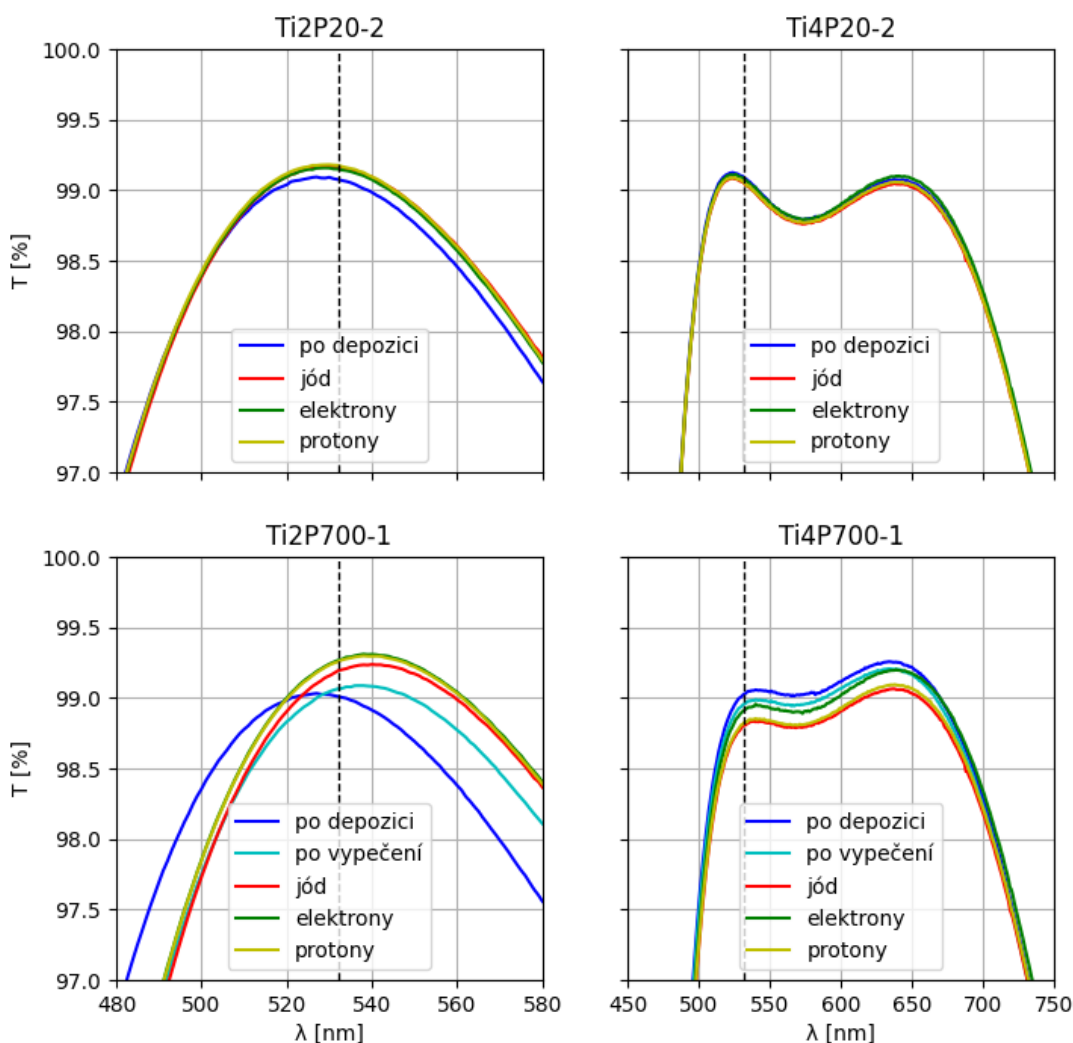 Ti2P20-2
Ti4P20-2
100.0
99.5
99.0
98.5
98.0
97.5
97.0
T [%]
po depozici
jód
elektrony
protony
po depozici
jód
elektrony
protony
Ti2P700-1
Ti4P700-1
100.0
99.5
99.0
98.5
98.0
97.5
97.0
T [%]
po depozici
po vypečení
jód
elektrony
protony
po depozici
po vypečení
jód
elektrony
protony
480 500 520 540 560 580
450 500 550 600 650 700 750
λ [nm]
λ [nm]